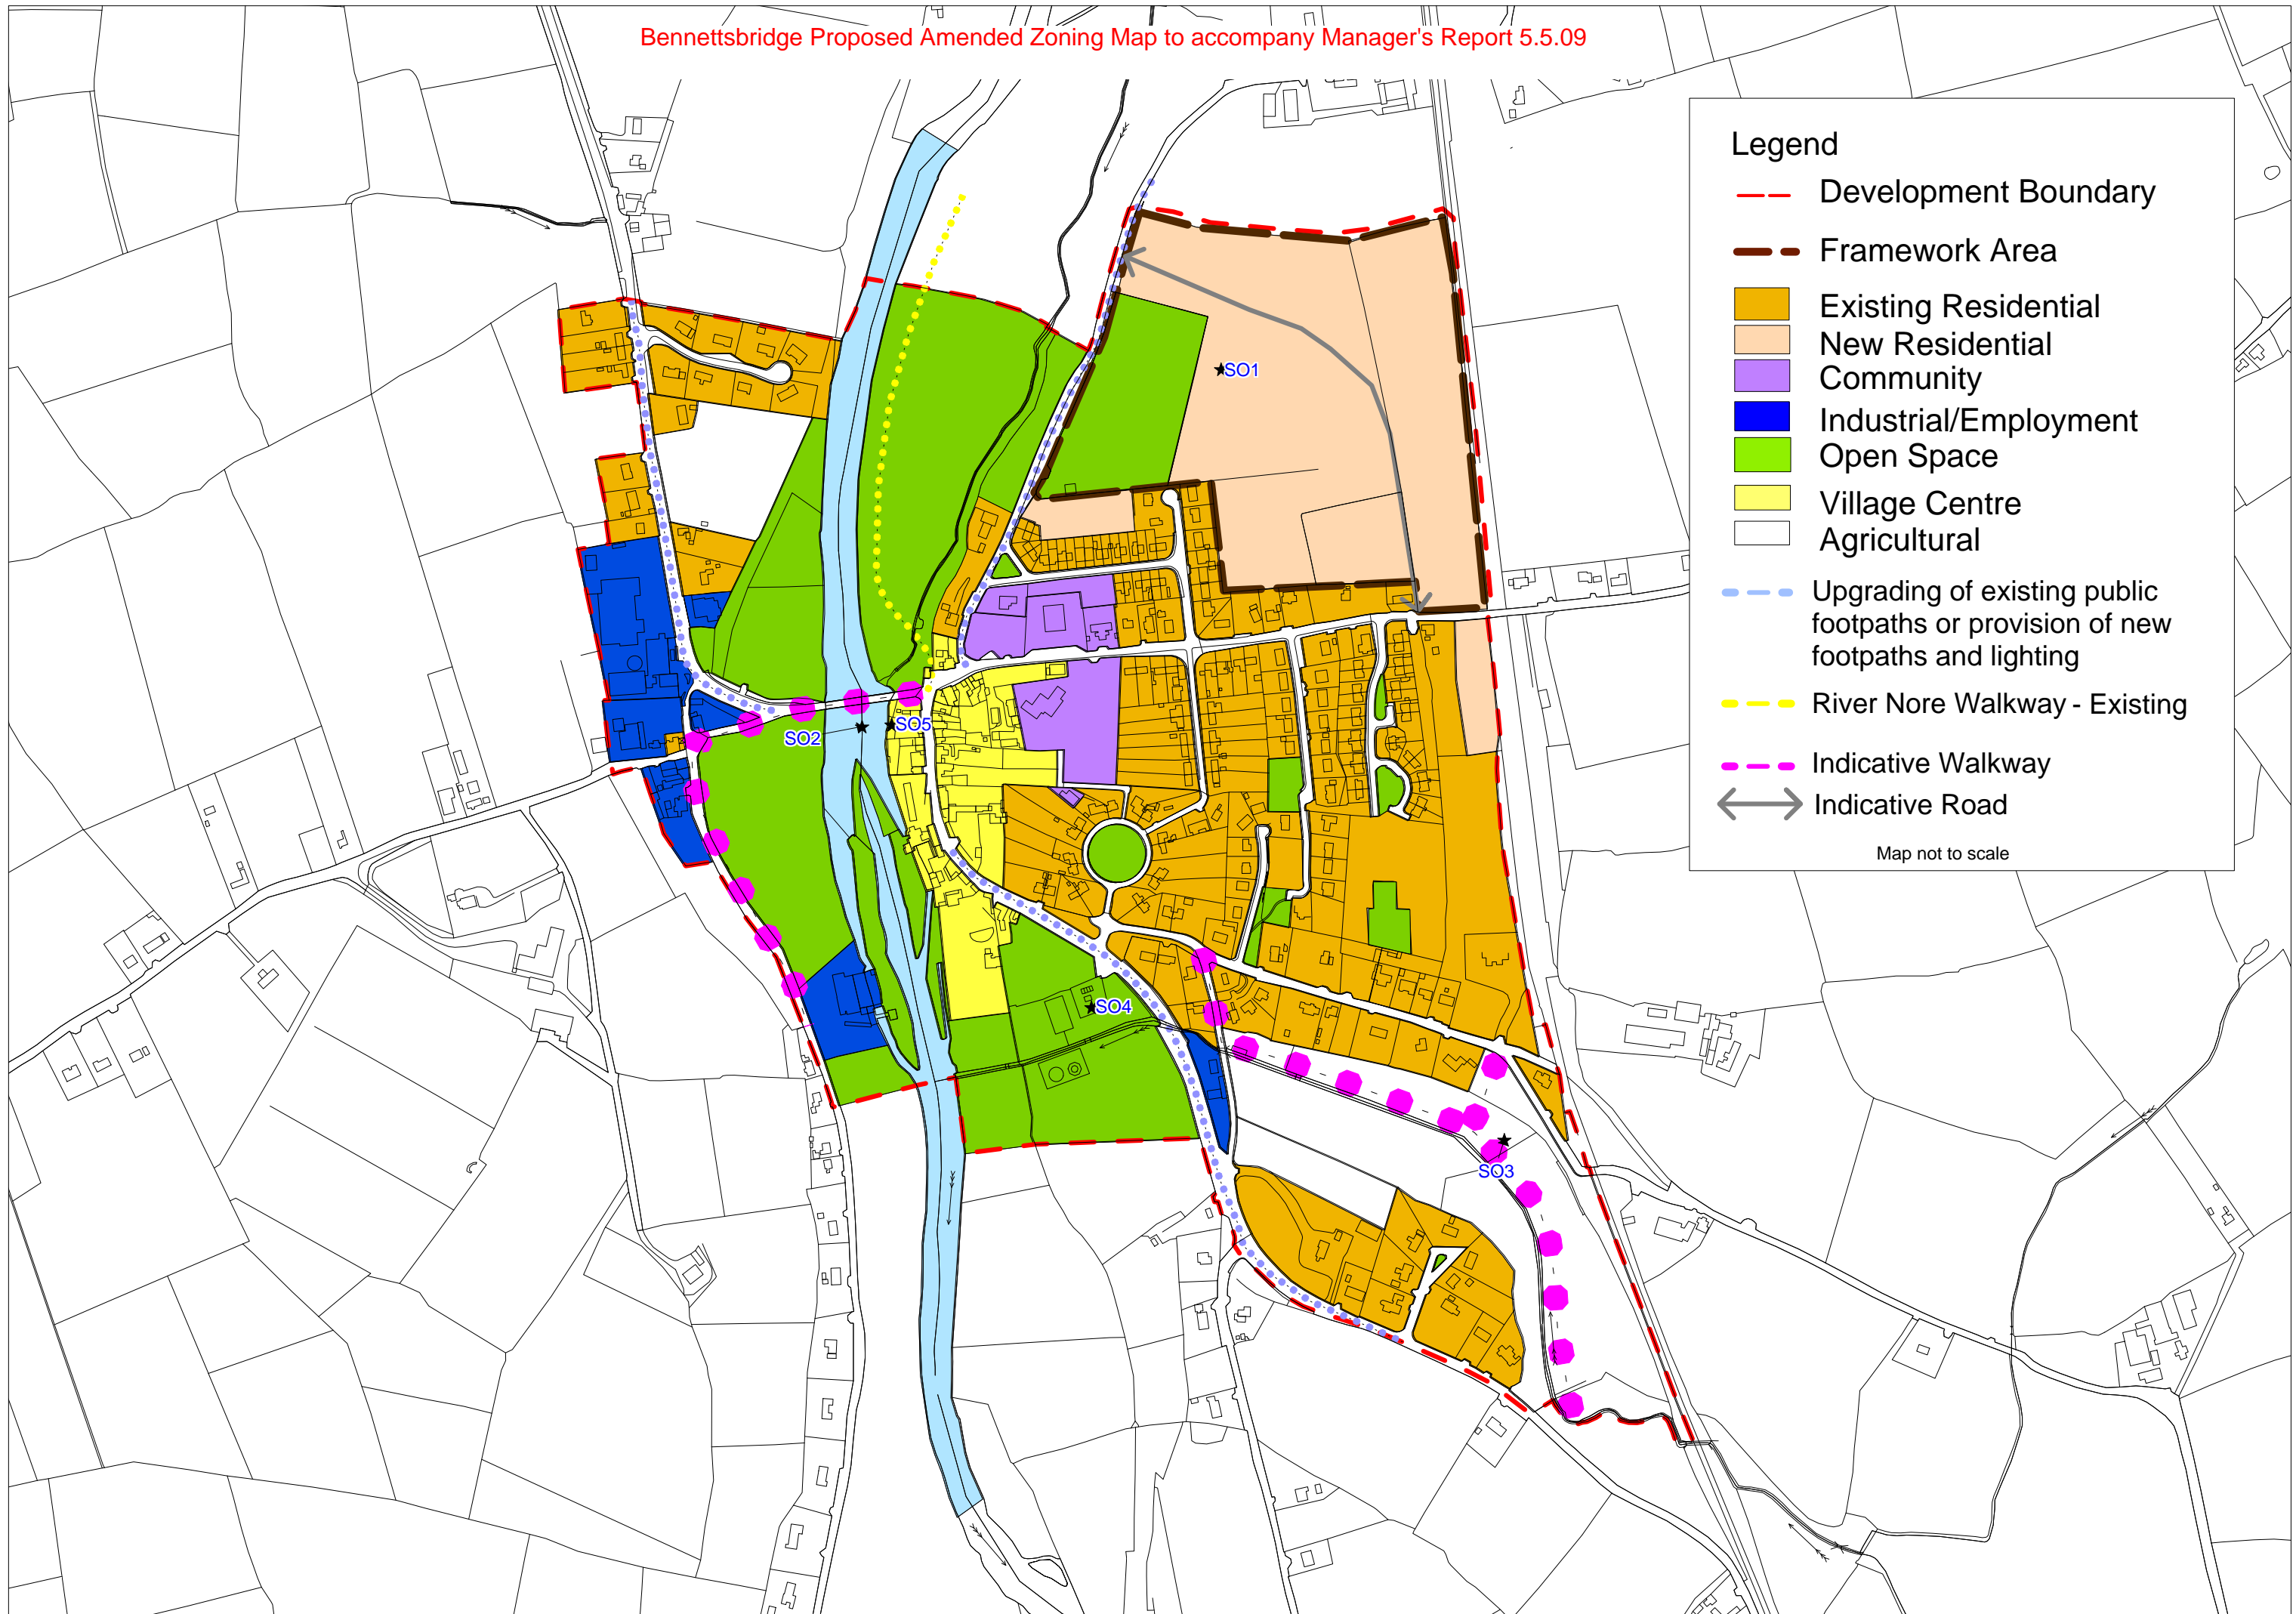 Bennettsbridge Proposed Amended Zoning Map to accompany Manager's Report 5.5.09
Legend
Development Boundary
Framework Area
Existing Residential
New Residential
Community
Industrial/Employment
Open Space
Village Centre
Agricultural
Upgrading of existing public
footpaths or provision of new
footpaths and lighting
River Nore Walkway - Existing
Indicative Walkway
Indicative Road
Map not to scale
SO1
SO2
SO5
SO4
SO3